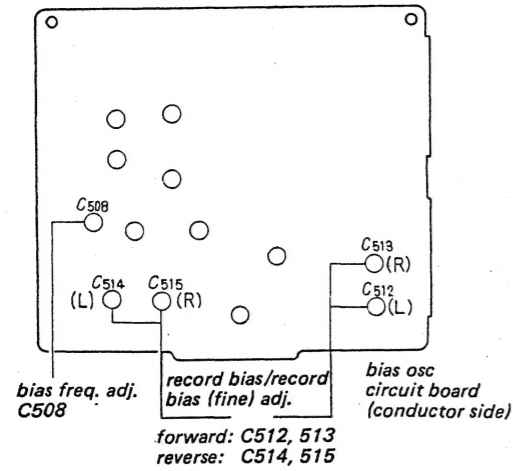 C508
C513
(R)
C514
C515
C512
(L)
(R)
(L)
bias freq. adj.
C508
record bias/record
bias (fine) adj.
bias osc
circuit board
(conductor side)
forward: C512, 513
reverse: C514, 515